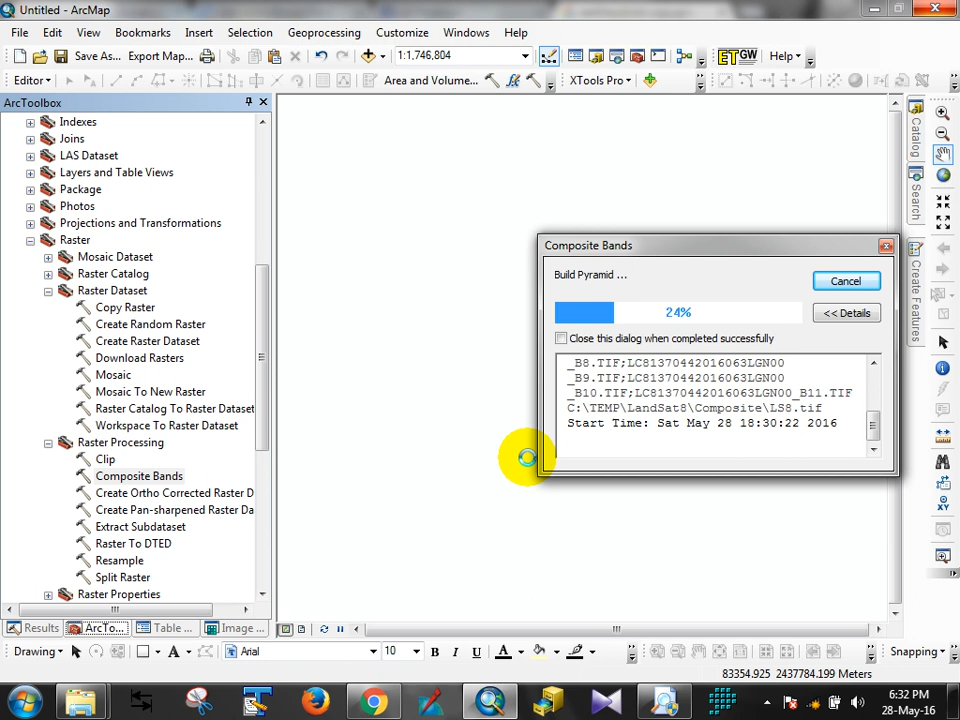 Untitled - ArcMap
File Edit View Bookmarks Insert Selection Geoprocessing Customize Windows Help
Save As... Export Map... 1:1,746,804 ET GW Help
Editor Area and Volume... XTools Pro
ArcToolbox
Indexes
Joins
LAS Dataset
Layers and Table Views
Package
Photos
Projections and Transformations
Raster
Mosaic Dataset
Raster Catalog
Raster Dataset
Copy Raster
Create Random Raster
Create Raster Dataset
Download Rasters
Mosaic
Mosaic To New Raster
Raster Catalog To Raster Dataset
Workspace To Raster Dataset
Raster Processing
Clip
Composite Bands
Create Ortho Corrected Raster D
Create Pan-sharpened Raster Da
Extract Subdataset
Raster To DTED
Resample
Split Raster
Raster Properties
Results ArcTo... Table ... Image ...
Composite Bands
Build Pyramid ...
Cancel
24%
<< Details
Close this dialog when completed successfully
_B8.TIF;LC81370442016063LGN00
_B9.TIF;LC81370442016063LGN00
_B10.TIF;LC81370442016063LGN00_B11.TIF
C:\TEMP\LandSat8\Composite\LS8.tif
Start Time: Sat May 28 18:30:22 2016
Catalog
Search
Create Features
XY
Drawing A Arial 10 B I U A Snapping
83354.925 2437784.199 Meters
6:32 PM
28-May-16